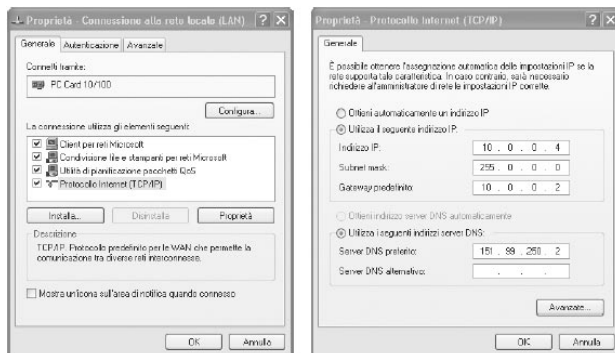 Proprietà - Connessione alla rete locale (LAN)
Generale
Autenticazione
Avanzate
Connetti tramite:
PC Card 10/100
Configura...
La connessione utilizza gli elementi seguenti:
Client per reti Microsoft
Condivisione file e stampanti per reti Microsoft
Utilità di pianificazione pacchetti QoS
Protocollo Internet (TCP/IP)
Installa...
Disinstalla
Proprietà
Descrizione
TCP/IP. Protocollo predefinito per le WAN che permette la
comunicazione tra diverse reti interconnesse.
Mostra un'icona sull'area di notifica quando connesso
OK
Annulla
Proprietà - Protocollo Internet (TCP/IP)
Generale
È possibile ottenere l'assegnazione automatica delle impostazioni IP se la
rete supporta tale caratteristica. In caso contrario, sarà necessario
richiedere all'amministratore di rete le impostazioni IP corrette.
Ottieni automaticamente un indirizzo IP
Utilizza il seguente indirizzo IP:
Indirizzo IP: 10 . 0 . 0 . 4
Subnet mask: 255 . 0 . 0 . 0
Gateway predefinito: 10 . 0 . 0 . 2
Ottieni indirizzo server DNS automaticamente
Utilizza i seguenti indirizzi server DNS:
Server DNS preferito: 151 . 99 . 250 . 2
Server DNS alternativo: . . .
Avanzate...
OK
Annulla